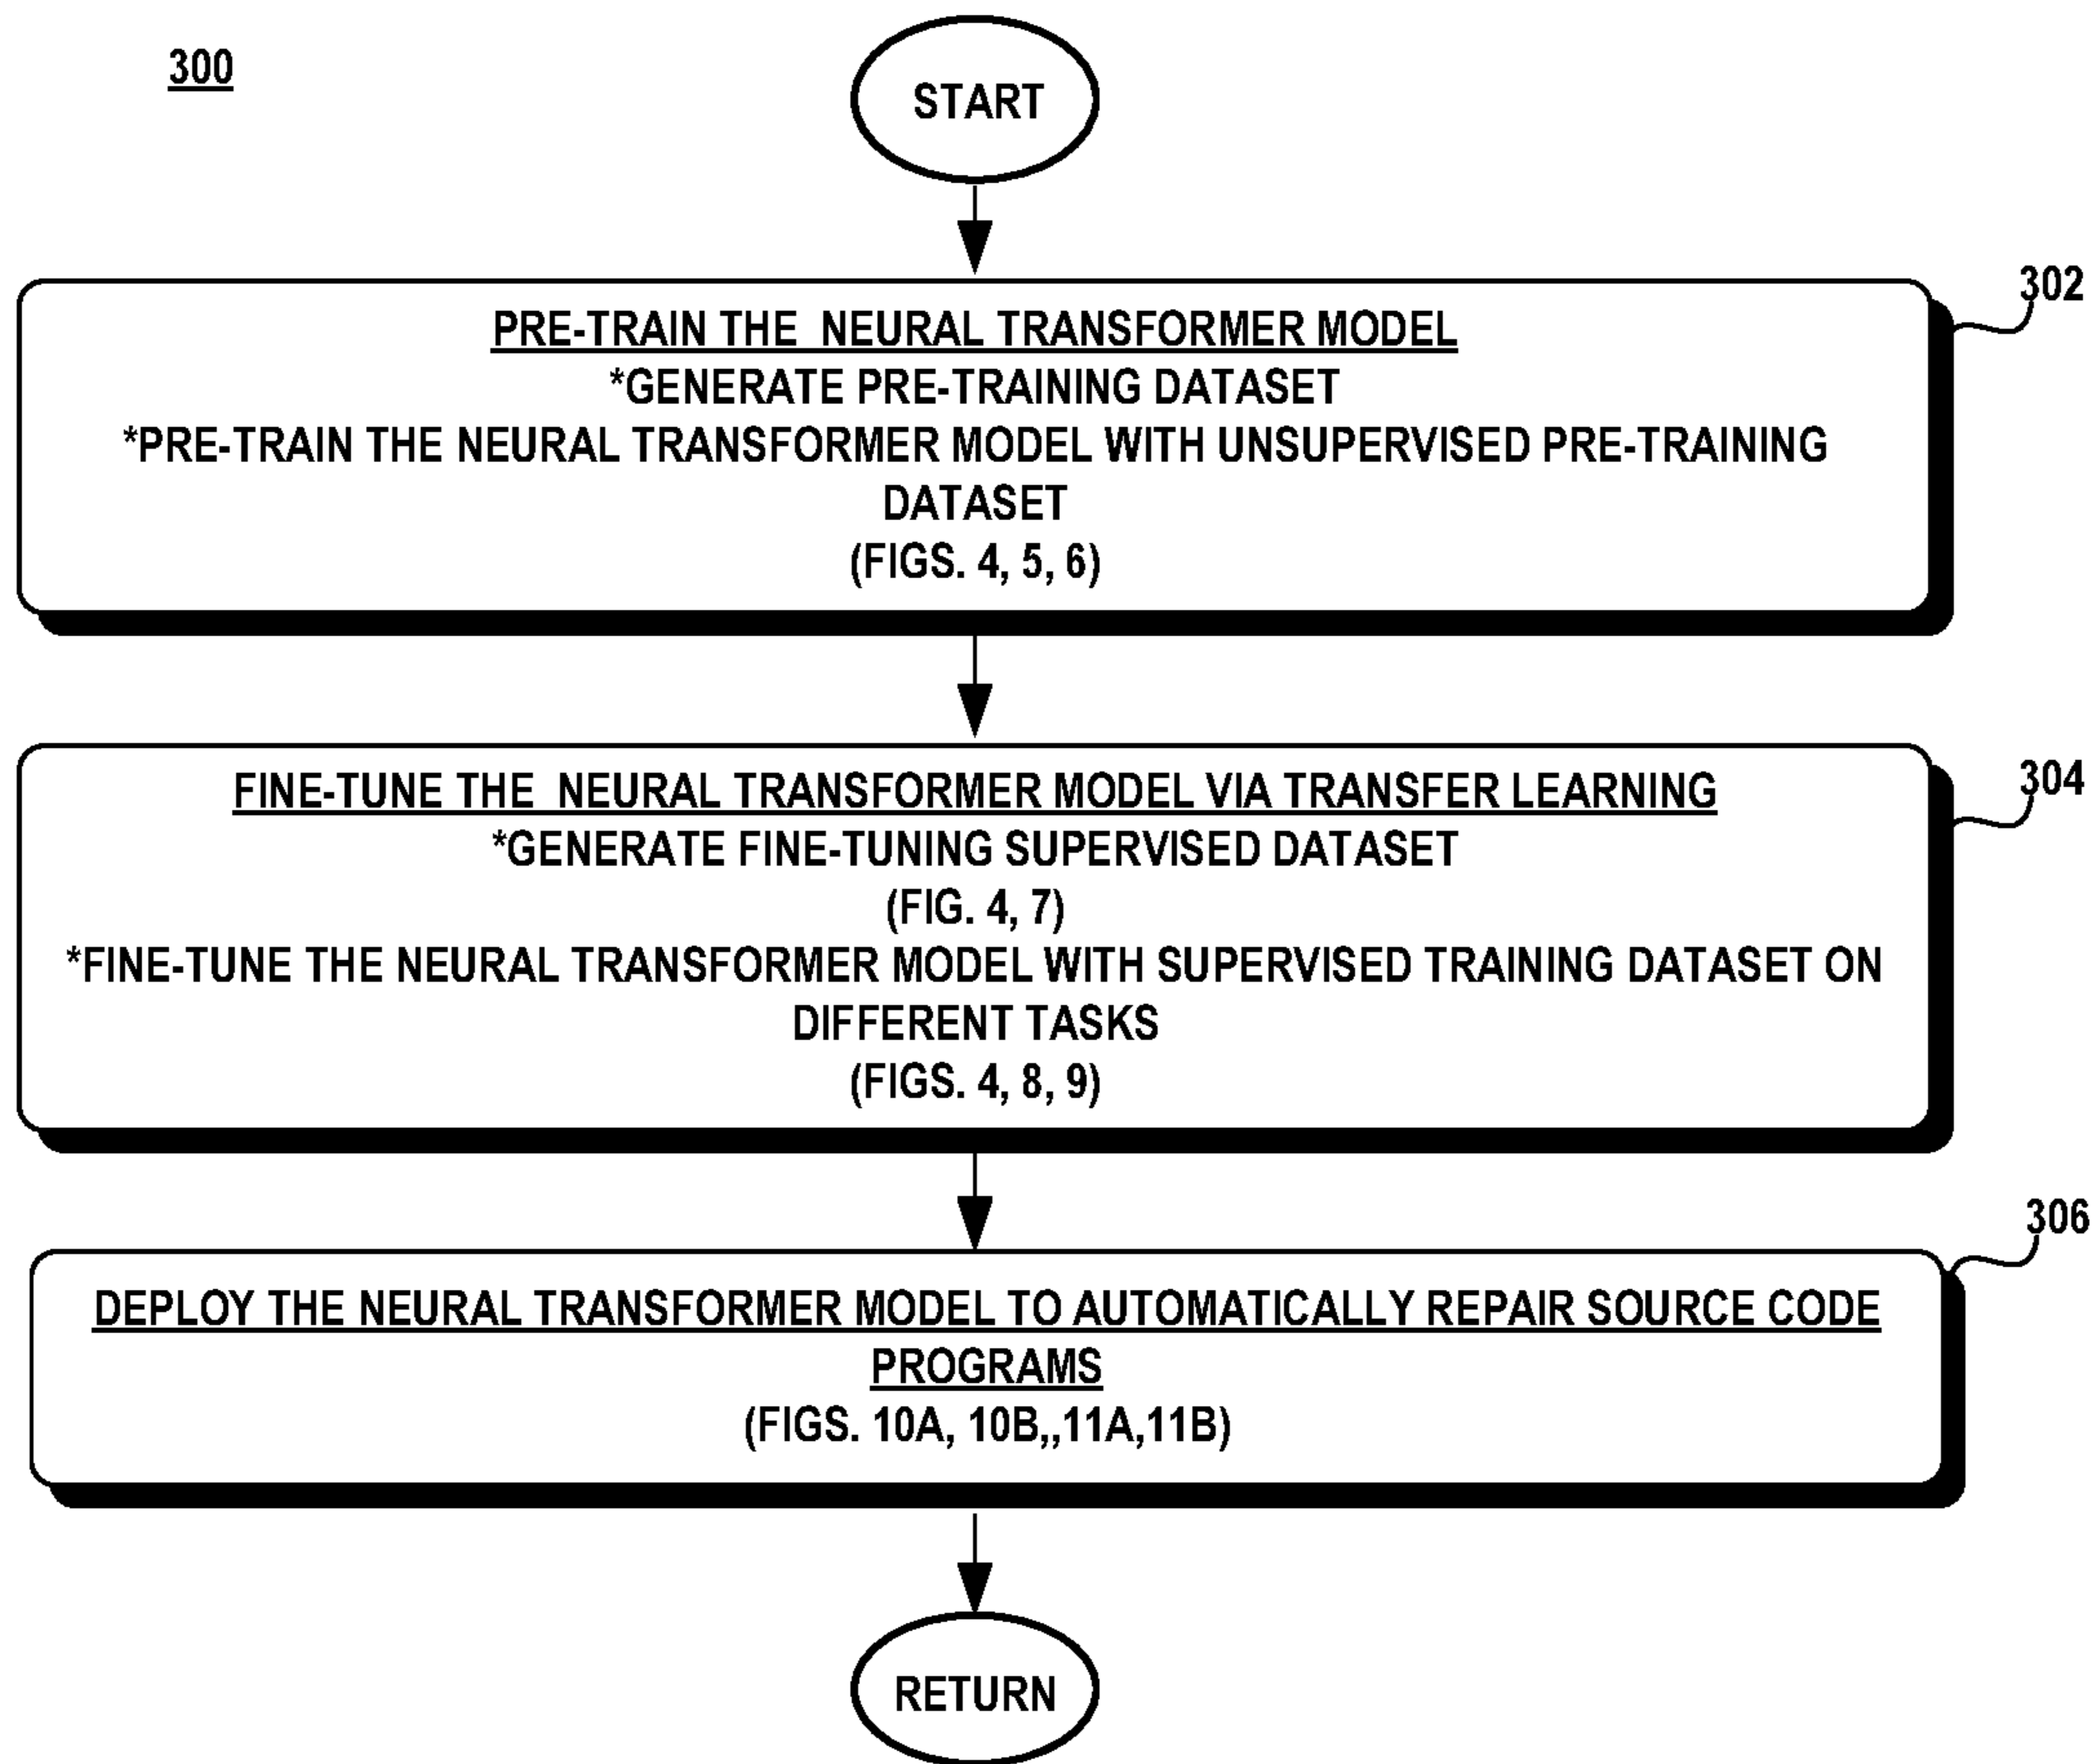 300
START
302
PRE-TRAIN THE NEURAL TRANSFORMER MODEL
*GENERATE PRE-TRAINING DATASET
*PRE-TRAIN THE NEURAL TRANSFORMER MODEL WITH UNSUPERVISED PRE-TRAINING
DATASET
(FIGS. 4, 5, 6)
304
FINE-TUNE THE NEURAL TRANSFORMER MODEL VIA TRANSFER LEARNING
*GENERATE FINE-TUNING SUPERVISED DATASET
(FIG. 4, 7)
*FINE-TUNE THE NEURAL TRANSFORMER MODEL WITH SUPERVISED TRAINING DATASET ON
DIFFERENT TASKS
(FIGS. 4, 8, 9)
306
DEPLOY THE NEURAL TRANSFORMER MODEL TO AUTOMATICALLY REPAIR SOURCE CODE
PROGRAMS
(FIGS. 10A, 10B,,11A,11B)
RETURN